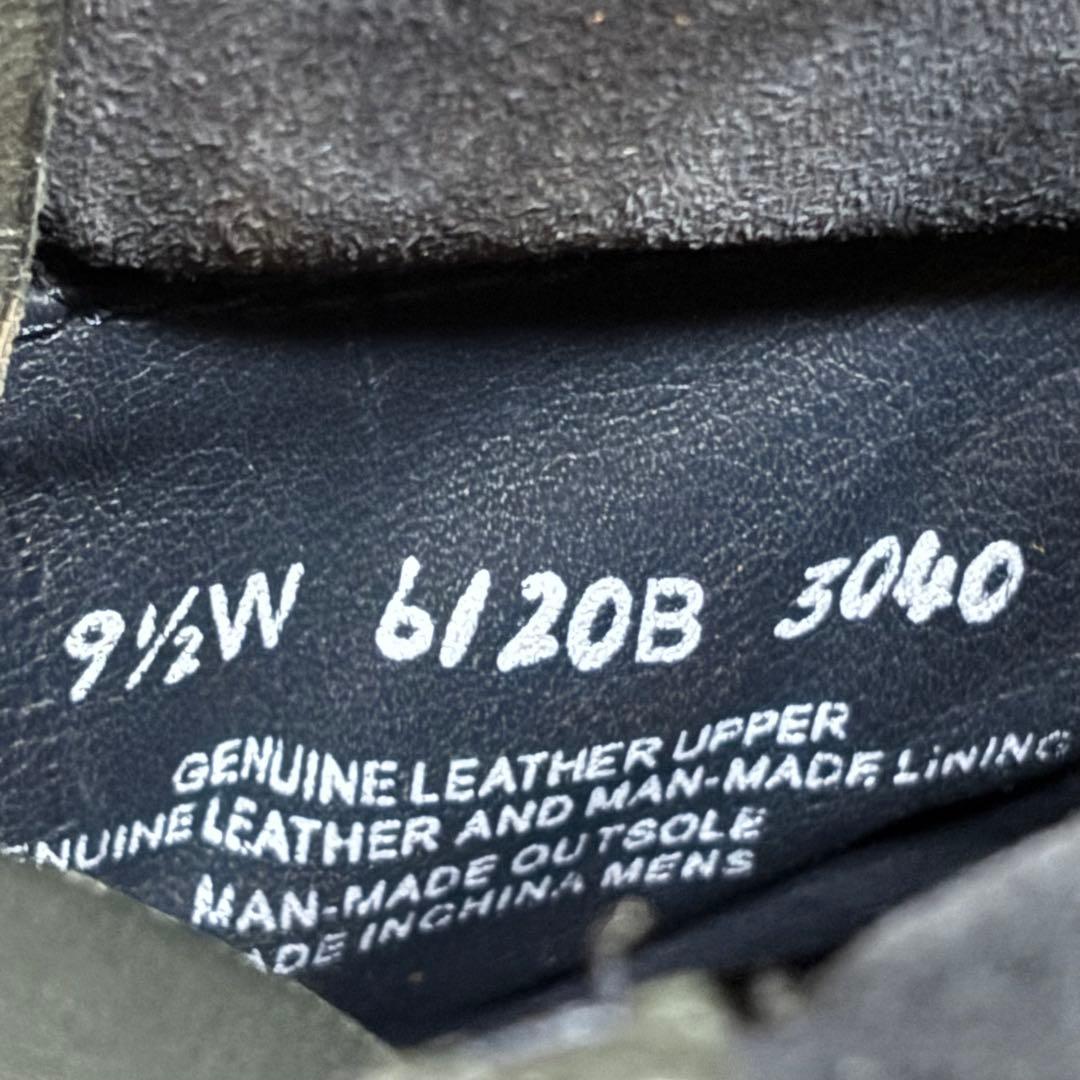 9½W 6120B 3040
GENUINE LEATHER UPPER
NUINE LEATHER AND MAN-MADE LINING
MAN-MADE OUTSOLE
ADE IN CHINA MENS